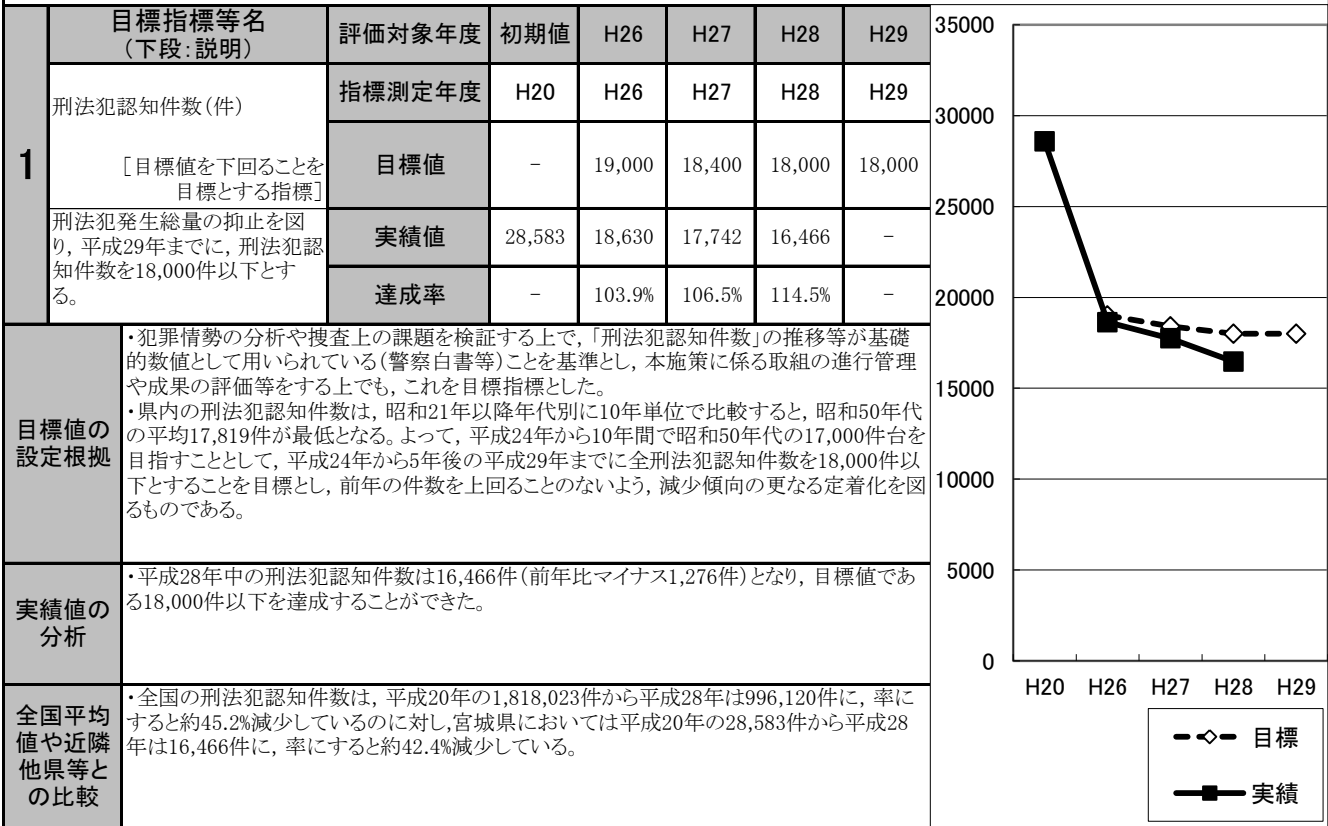 1
目標指標等名
(下段:説明)
評価対象年度 初期値 H26 H27 H28 H29
刑法犯認知件数(件)
[目標値を下回ることを
目標とする指標]
指標測定年度 H20 H26 H27 H28 H29
目標値 - 19,000 18,400 18,000 18,000
刑法犯発生総量の抑止を図
り,平成29年までに,刑法犯認
知件数を18,000件以下とす
る。
実績値 28,583 18,630 17,742 16,466 -
達成率 - 103.9% 106.5% 114.5% -
目標値の
設定根拠
・犯罪情勢の分析や捜査上の課題を検証する上で,「刑法犯認知件数」の推移等が基礎
的数値として用いられている(警察白書等)ことを基準とし,本施策に係る取組の進行管理
や成果の評価等をする上でも,これを目標指標とした。
・県内の刑法犯認知件数は,昭和21年以降年代別に10年単位で比較すると,昭和50年代
の平均17,819件が最低となる。よって,平成24年から10年間で昭和50年代の17,000件台を
目指すこととして,平成24年から5年後の平成29年までに全刑法犯認知件数を18,000件以
下とすることを目標とし,前年の件数を上回ることのないよう,減少傾向の更なる定着化を図
るものである。
実績値の
分析
・平成28年中の刑法犯認知件数は16,466件(前年比マイナス1,276件)となり,目標値であ
る18,000件以下を達成することができた。
全国平均
値や近隣
他県等と
の比較
・全国の刑法犯認知件数は,平成20年の1,818,023件から平成28年は996,120件に,率に
すると約45.2%減少しているのに対し,宮城県においては平成20年の28,583件から平成28
年は16,466件に,率にすると約42.4%減少している。
35000
30000
25000
20000
15000
10000
5000
0
H20 H26 H27 H28 H29
目標
実績